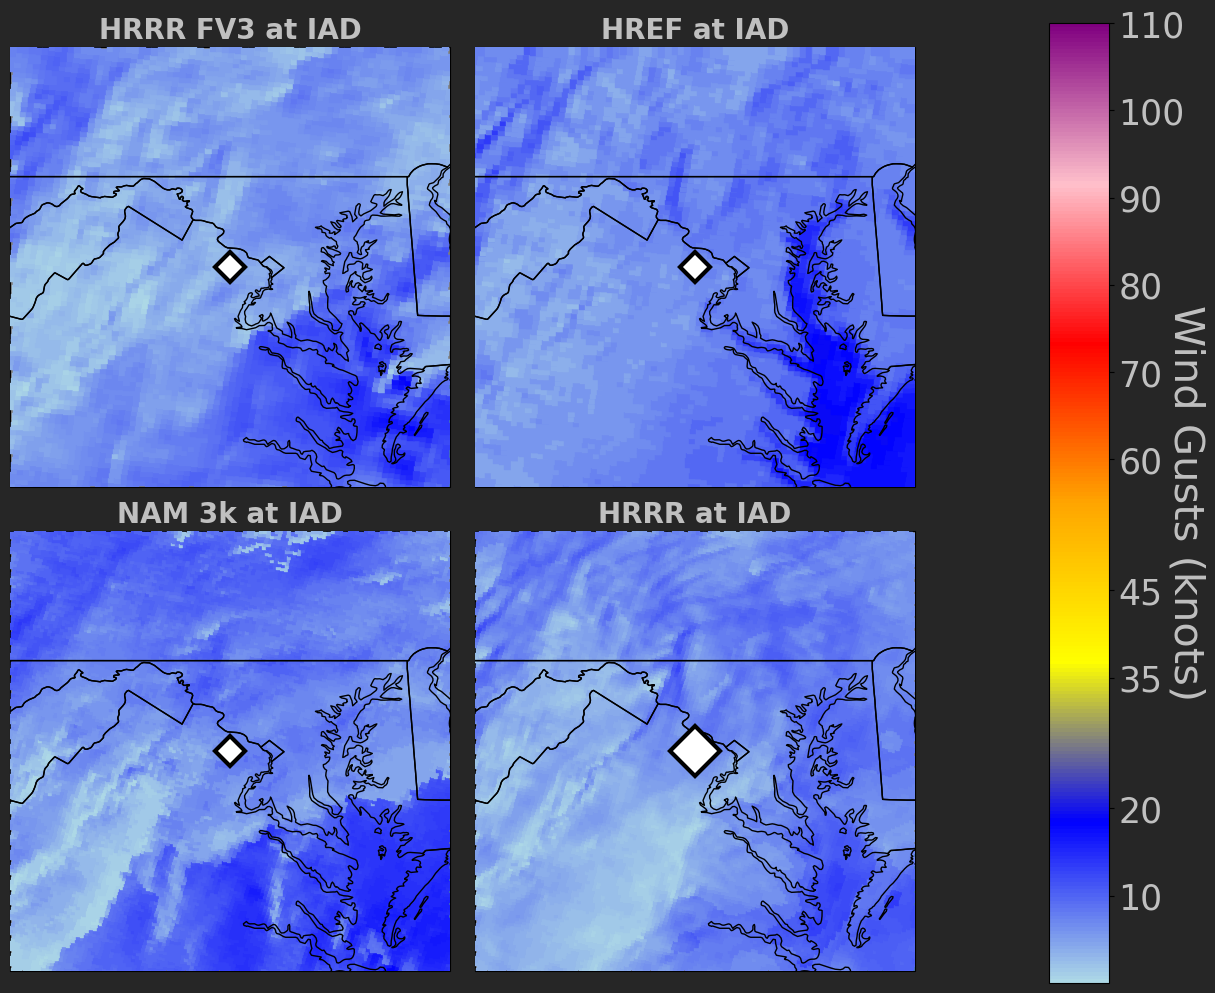 HRRR FV3 at IAD
HREF at IAD
NAM 3k at IAD
HRRR at IAD
110
100
90
80
70
60
45
35
20
10
Wind Gusts (knots)